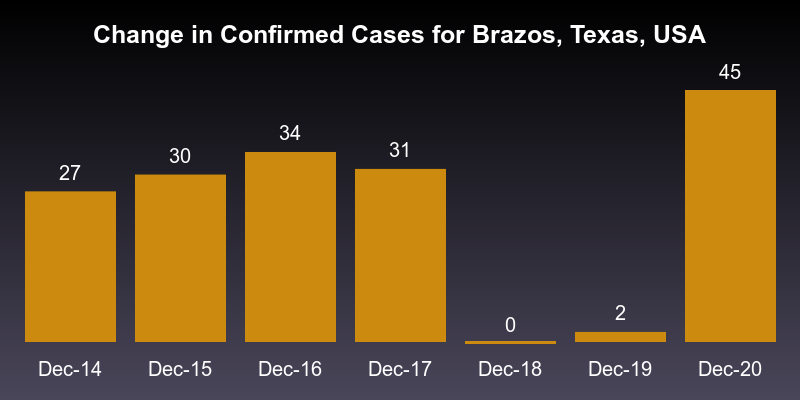 Change in Confirmed Cases for Brazos, Texas, USA
27
30
34
31
0
2
45
Dec-14
Dec-15
Dec-16
Dec-17
Dec-18
Dec-19
Dec-20